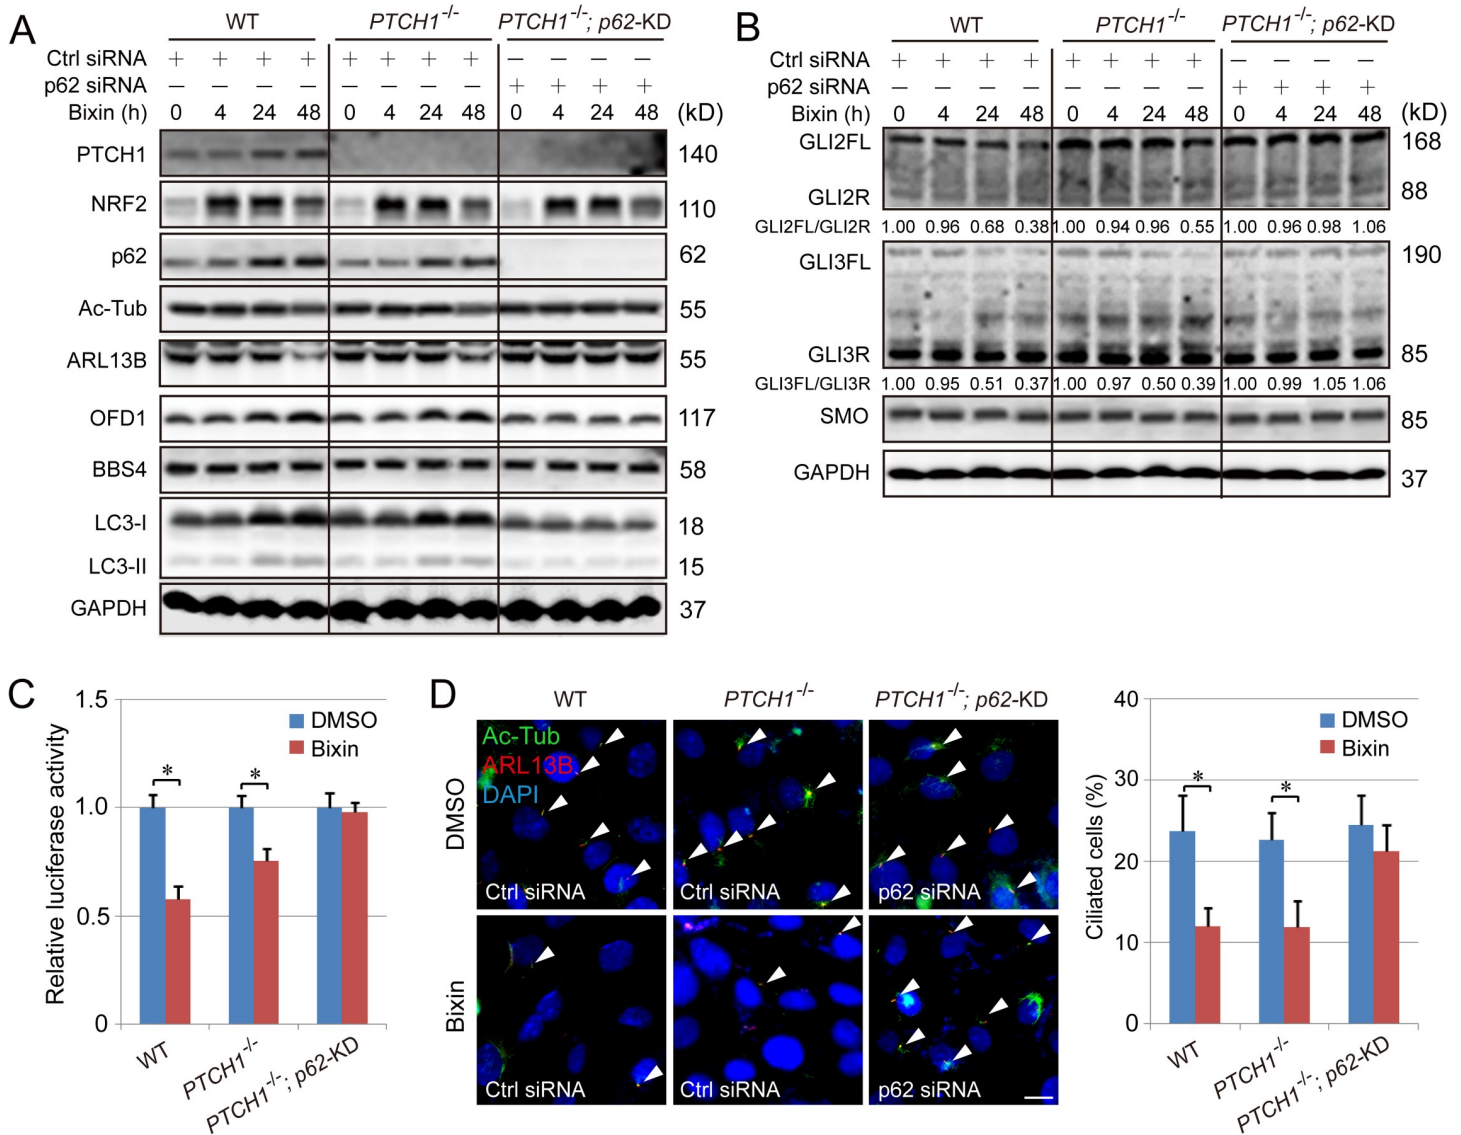 A
WT PTCH1-/- PTCH1-/-; p62-KD
Ctrl siRNA + + + + + + + + − − − −
p62 siRNA − − − − − − − − + + + +
Bixin (h) 0 4 24 48 0 4 24 48 0 4 24 48 (kD)
PTCH1 140
NRF2 110
p62 62
Ac-Tub 55
ARL13B 55
OFD1 117
BBS4 58
LC3-I 18
LC3-II 15
GAPDH 37
B
WT PTCH1-/- PTCH1-/-; p62-KD
Ctrl siRNA + + + + + + + + − − − −
p62 siRNA − − − − − − − − + + + +
Bixin (h) 0 4 24 48 0 4 24 48 0 4 24 48 (kD)
GLI2FL 168
GLI2R 88
GLI2FL/GLI2R 1.00 0.96 0.68 0.38 1.00 0.94 0.96 0.55 1.00 0.96 0.98 1.06
GLI3FL 190
GLI3R 85
GLI3FL/GLI3R 1.00 0.95 0.51 0.37 1.00 0.97 0.50 0.39 1.00 0.99 1.05 1.06
SMO 85
GAPDH 37
C
Relative luciferase activity
1.5
1.0
0.5
0
DMSO
Bixin
*
*
WT
PTCH1-/-
PTCH1-/-; p62-KD
D
WT PTCH1-/- PTCH1-/-; p62-KD
DMSO
Ac-Tub
ARL13B
DAPI
Ctrl siRNA Ctrl siRNA p62 siRNA
Bixin
Ctrl siRNA Ctrl siRNA p62 siRNA
Ciliated cells (%)
40
30
20
10
0
DMSO
Bixin
*
*
WT
PTCH1-/-
PTCH1-/-; p62-KD